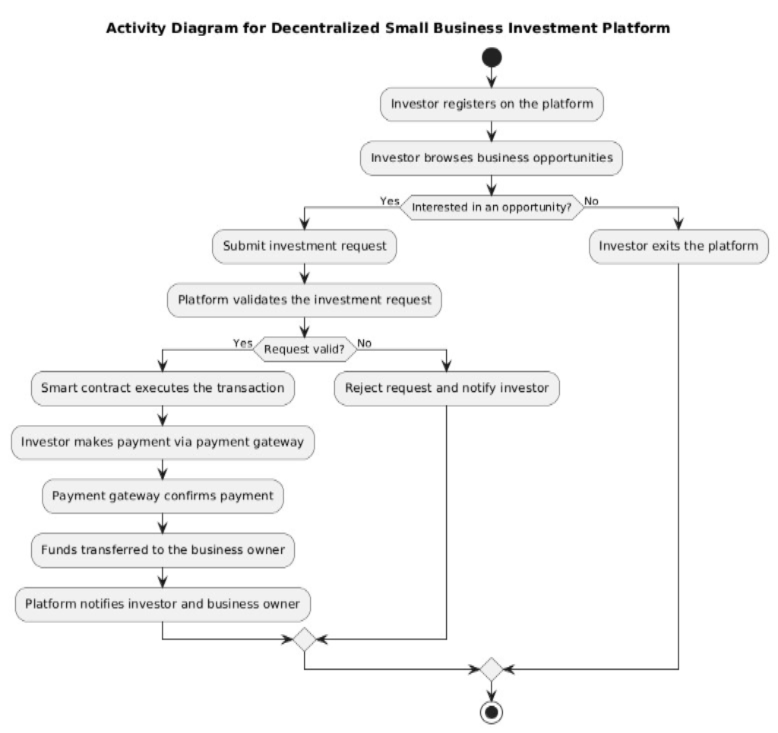 Activity Diagram for Decentralized Small Business Investment Platform
Investor registers on the platform
Investor browses business opportunities
Yes
Interested in an opportunity?
No
Submit investment request
Investor exits the platform
Platform validates the investment request
Yes
Request valid?
No
Smart contract executes the transaction
Reject request and notify investor
Investor makes payment via payment gateway
Payment gateway confirms payment
Funds transferred to the business owner
Platform notifies investor and business owner